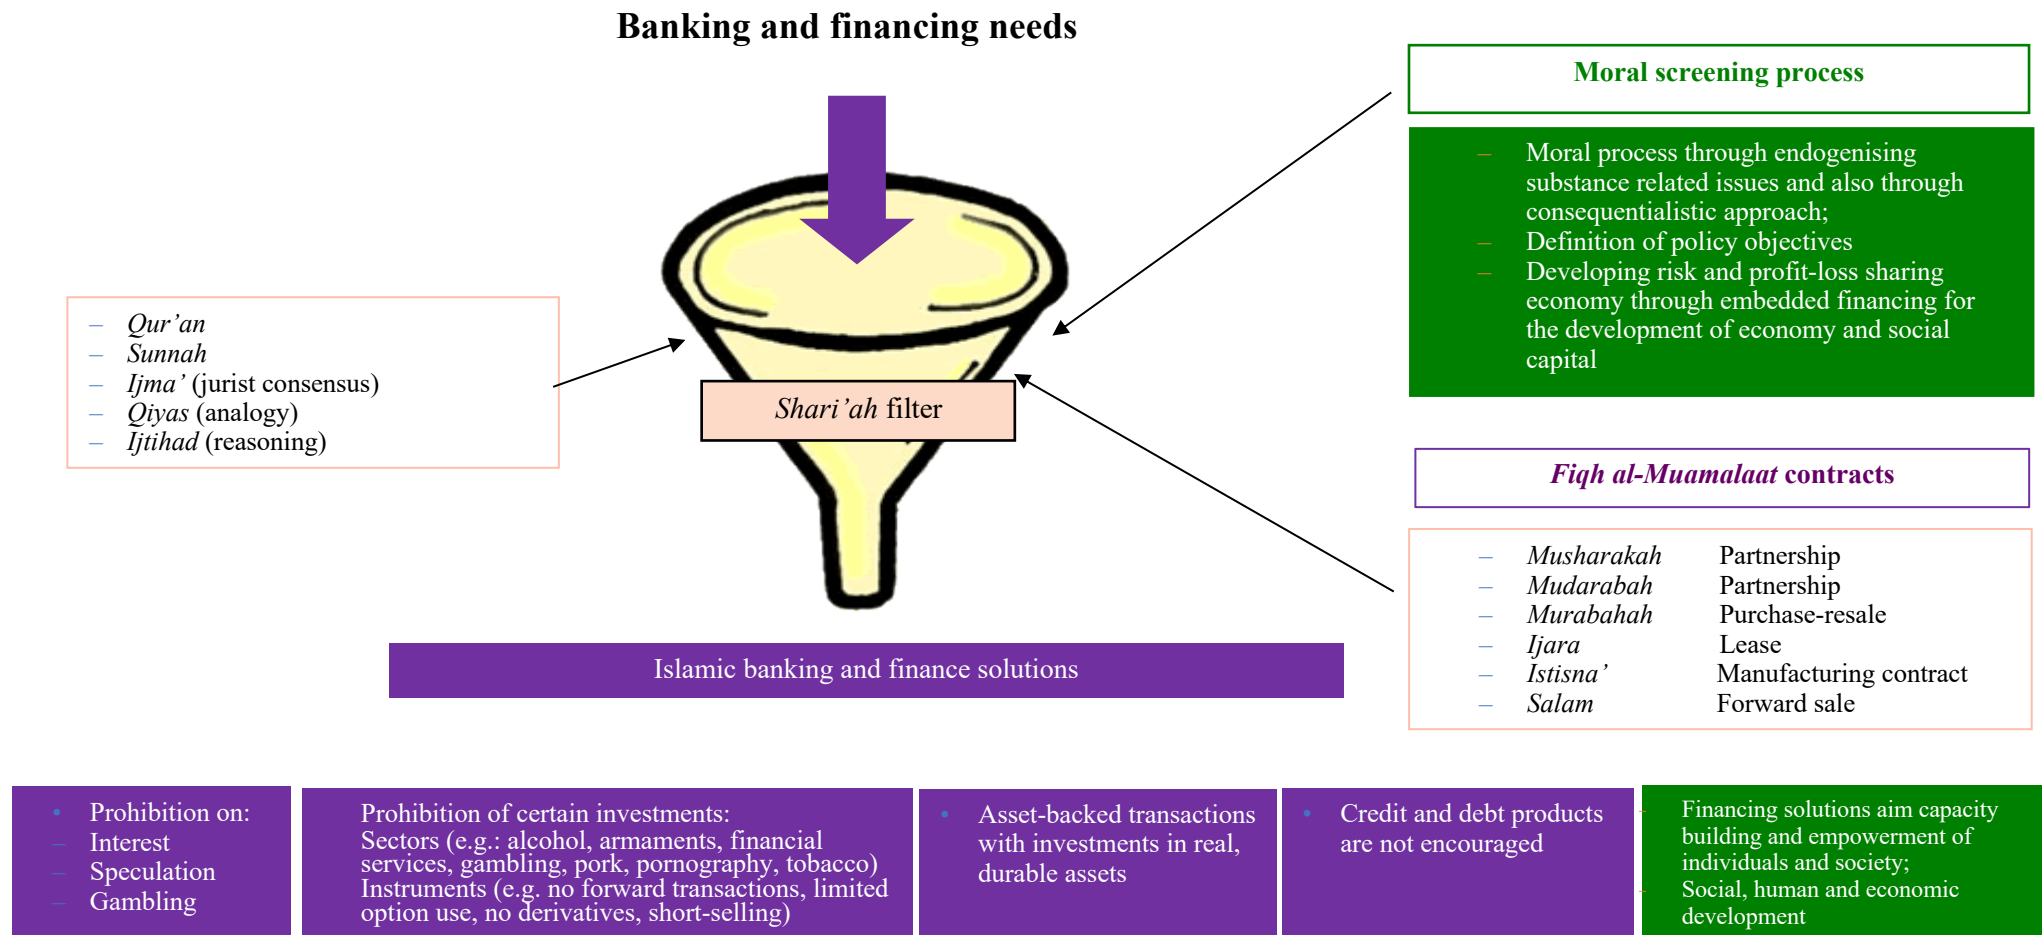 Banking and financing needs
Moral screening process
– Moral process through endogenising
substance related issues and also through
consequentialistic approach;
– Definition of policy objectives
– Developing risk and profit-loss sharing
economy through embedded financing for
the development of economy and social
capital
– Qur’an
– Sunnah
– Ijma’ (jurist consensus)
– Qiyas (analogy)
– Ijtihad (reasoning)
Shari’ah filter
Fiqh al-Muamalaat contracts
– Musharakah Partnership
– Mudarabah Partnership
– Murabahah Purchase-resale
– Ijara Lease
– Istisna’ Manufacturing contract
– Salam Forward sale
Islamic banking and finance solutions
• Prohibition on:
– Interest
– Speculation
– Gambling
Prohibition of certain investments:
Sectors (e.g.: alcohol, armaments, financial
services, gambling, pork, pornography, tobacco)
Instruments (e.g. no forward transactions, limited
option use, no derivatives, short-selling)
• Asset-backed transactions
with investments in real,
durable assets
• Credit and debt products
are not encouraged
– Financing solutions aim capacity
building and empowerment of
individuals and society;
– Social, human and economic
development